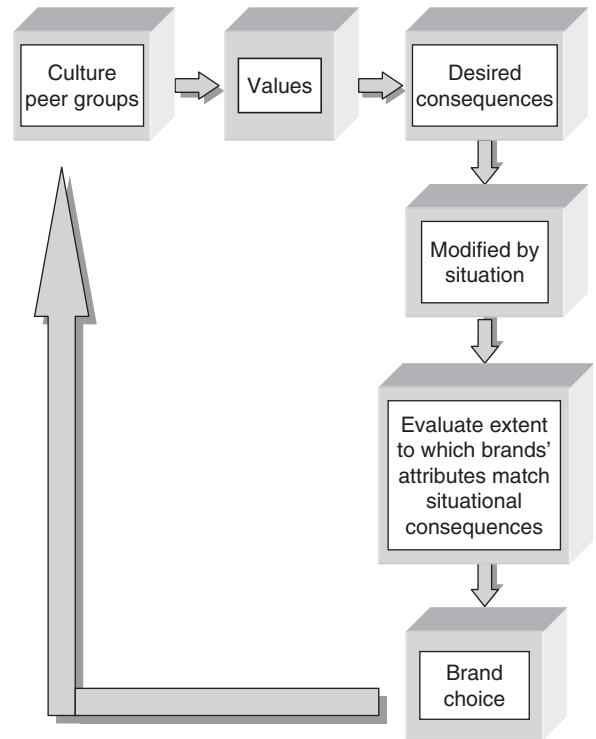 Culture
peer groups
Values
Desired
consequences
Modified by
situation
Evaluate extent
to which brands’
attributes match
situational
consequences
Brand
choice